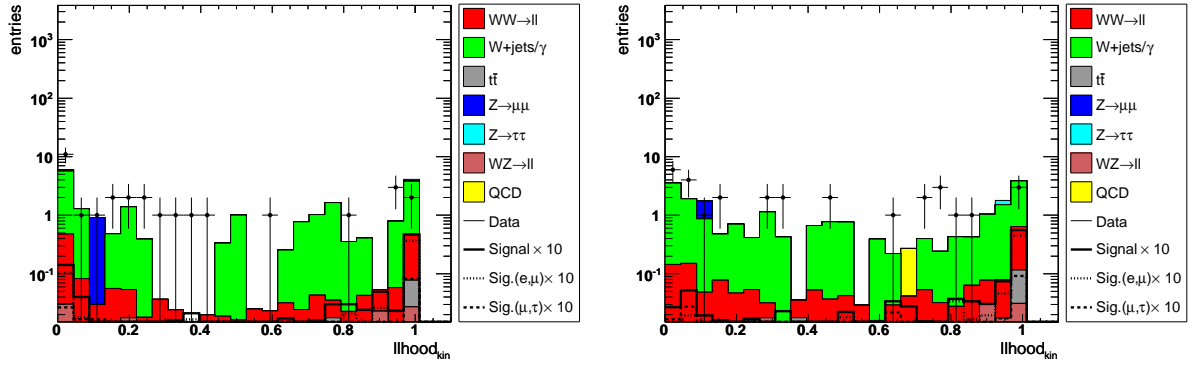 entries
10³
10²
10
1
10⁻¹
0 0.2 0.4 0.6 0.8 1
llhood_kin
WW→ll
W+jets/γ
tt̄
Z→μμ
Z→ττ
WZ→ll
QCD
Data
Signal × 10
Sig.(e,μ) × 10
Sig.(μ,τ) × 10
entries
10³
10²
10
1
10⁻¹
0 0.2 0.4 0.6 0.8 1
llhood_kin
WW→ll
W+jets/γ
tt̄
Z→μμ
Z→ττ
WZ→ll
QCD
Data
Signal × 10
Sig.(e,μ) × 10
Sig.(μ,τ) × 10